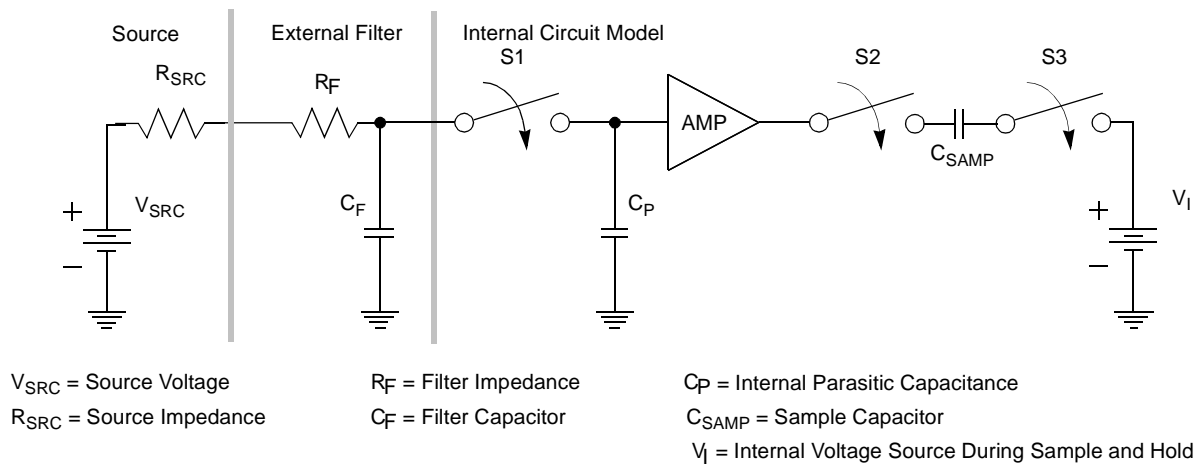 Source External Filter Internal Circuit Model
S1 S2 S3
RSRC RF
AMP
CSAMP
+ VSRC CF CP + VI
− −
VSRC = Source Voltage RF = Filter Impedance CP = Internal Parasitic Capacitance
RSRC = Source Impedance CF = Filter Capacitor CSAMP = Sample Capacitor
VI = Internal Voltage Source During Sample and Hold